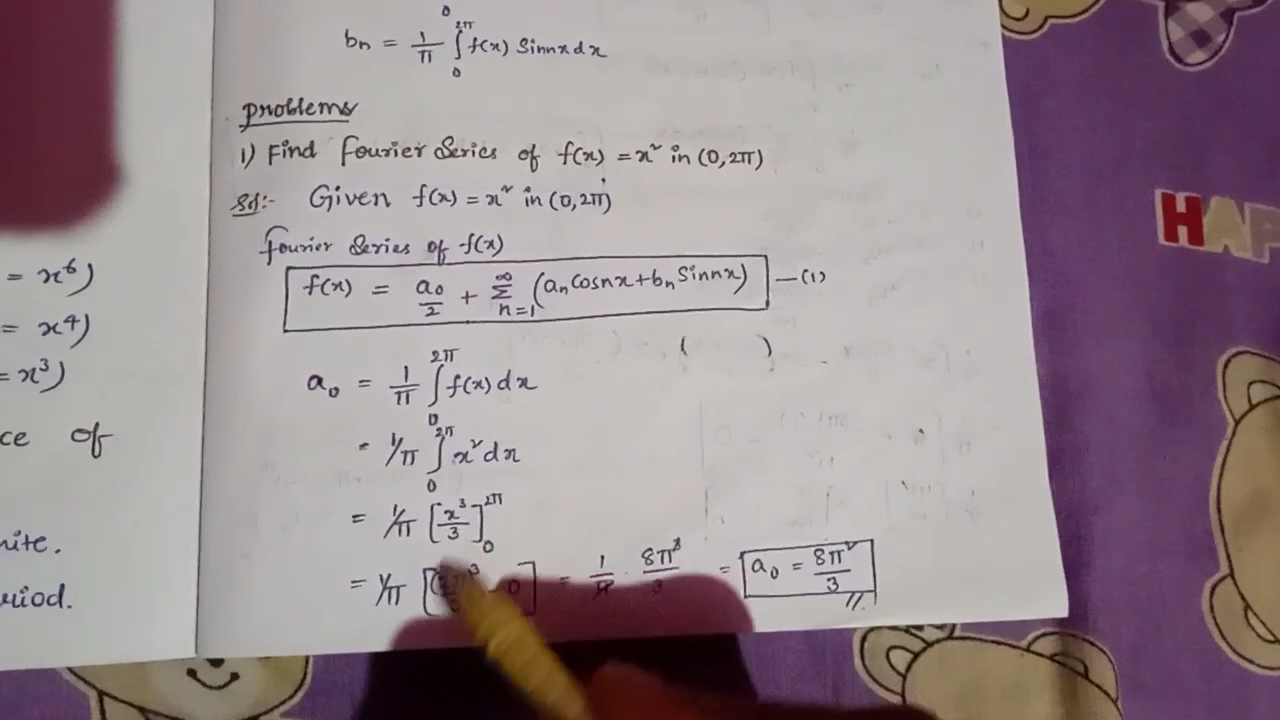 = x⁶)
= x⁴)
= x³)
ce of
nite.
riod.
0
bn = 1/π ∫₀^2π f(x) Sinnx dx
Problems
1) Find Fourier Series of f(x) = x² in (0, 2π)
Sol:- Given f(x) = x² in (0, 2π)
Fourier Series of f(x)
f(x) = a₀/2 + Σ_{n=1}^∞ (an Cosnx + bn Sinnx) —(1)
( )
a₀ = 1/π ∫₀^2π f(x) dx
= 1/π ∫₀^2π x² dx
= 1/π [x³/3]₀^2π
= 1/π [ - 0] = 1/π · 8π³/3 = a₀ = 8π²/3 //
HAP